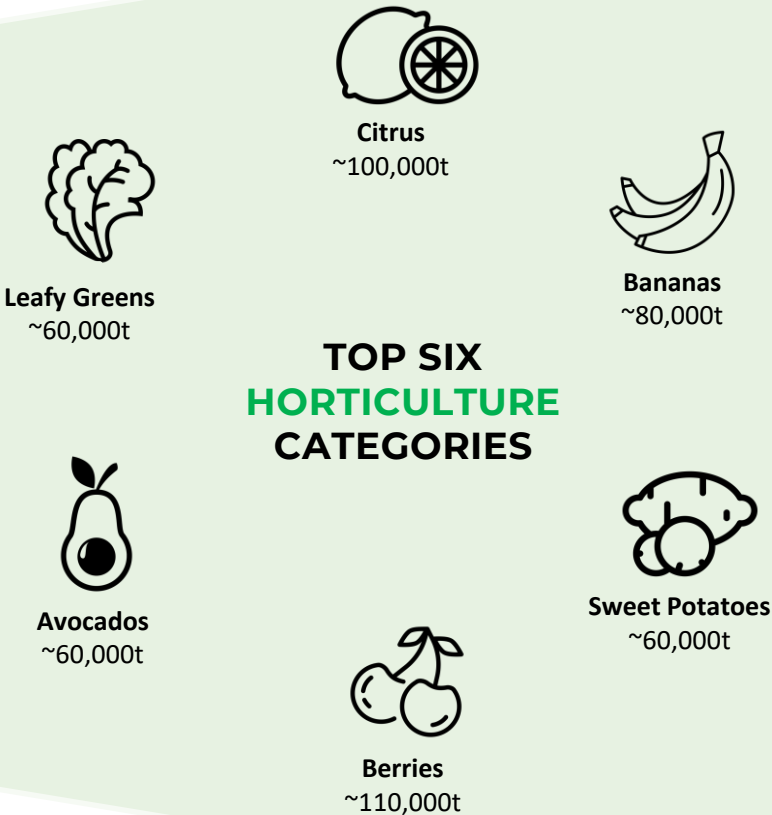 Citrus
~100,000t
Leafy Greens
~60,000t
Bananas
~80,000t
TOP SIX
HORTICULTURE
CATEGORIES
Avocados
~60,000t
Sweet Potatoes
~60,000t
Berries
~110,000t